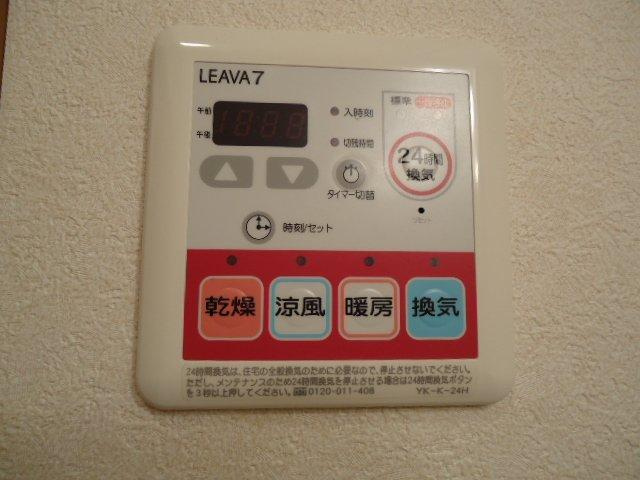 LEAVA7
午前
午後
入時刻
切残時間
タイマー切替
時刻/セット
標準
24時間
換気
リセット
乾燥 涼風 暖房 換気
24時間換気は、住宅の全般換気のために必要なので、停止させないでください。
ただし、メンテナンスのため24時間換気を停止させる場合は24時間換気ボタン
を3秒以上押してください。 0120-011-408 YK-K-24H